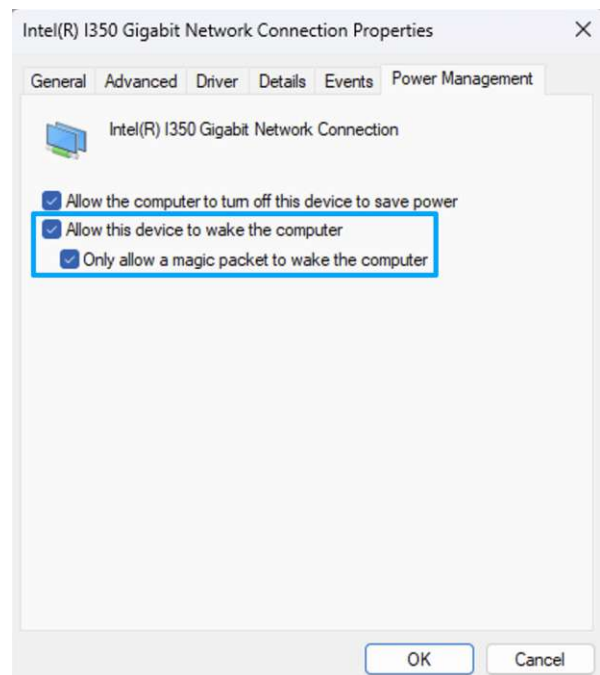 Intel(R) I350 Gigabit Network Connection Properties
General Advanced Driver Details Events Power Management
Intel(R) I350 Gigabit Network Connection
Allow the computer to turn off this device to save power
Allow this device to wake the computer
Only allow a magic packet to wake the computer
OK Cancel